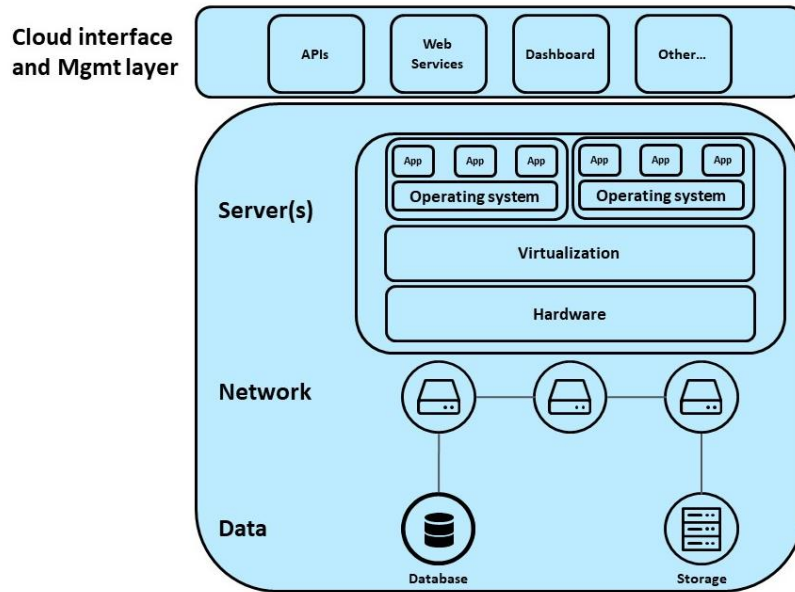 Cloud interface
and Mgmt layer
APIs
Web
Services
Dashboard
Other...
Server(s)
App
App
App
App
App
App
Operating system
Operating system
Virtualization
Hardware
Network
Data
Database
Storage